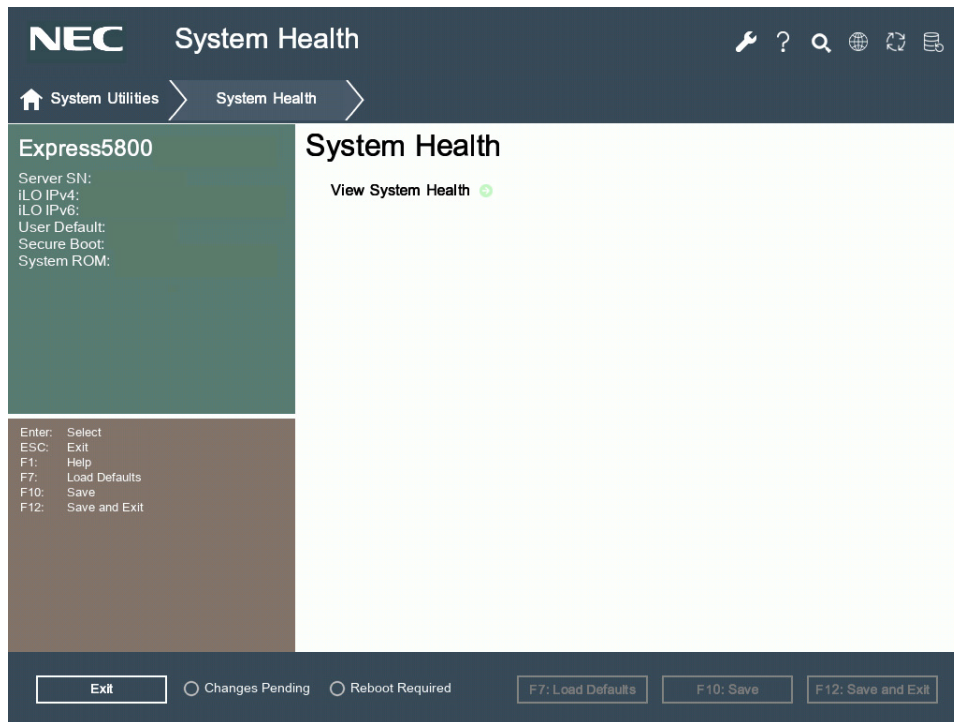 NEC System Health
?
System Utilities System Health
Express5800
Server SN:
iLO IPv4:
iLO IPv6:
User Default:
Secure Boot:
System ROM:
System Health
View System Health
Enter: Select
ESC: Exit
F1: Help
F7: Load Defaults
F10: Save
F12: Save and Exit
Exit Changes Pending Reboot Required F7: Load Defaults F10: Save F12: Save and Exit